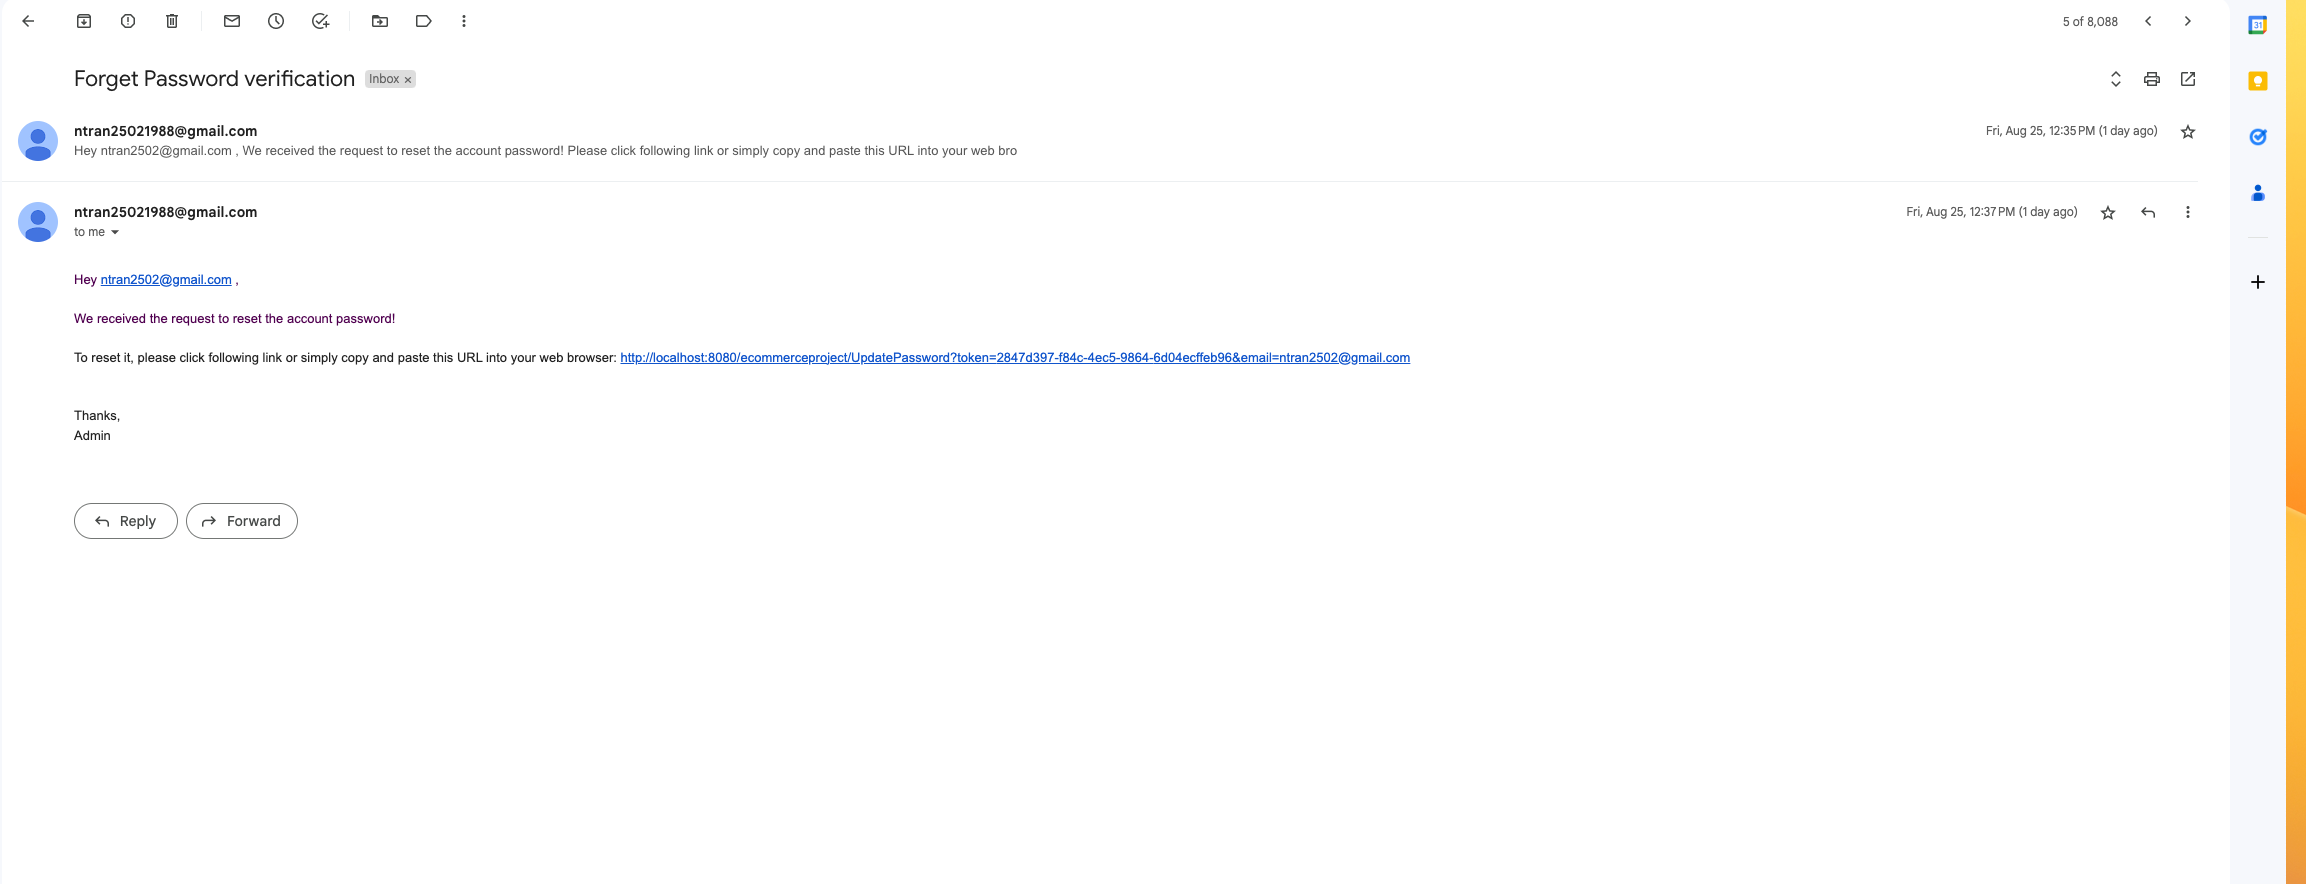 5 of 8,088
31
Forget Password verification Inbox ×
ntran25021988@gmail.com Fri, Aug 25, 12:35 PM (1 day ago)
Hey ntran2502@gmail.com , We received the request to reset the account password! Please click following link or simply copy and paste this URL into your web bro
ntran25021988@gmail.com Fri, Aug 25, 12:37 PM (1 day ago)
to me
Hey ntran2502@gmail.com ,
We received the request to reset the account password!
To reset it, please click following link or simply copy and paste this URL into your web browser: http://localhost:8080/ecommerceproject/UpdatePassword?token=2847d397-f84c-4ec5-9864-6d04ecffeb96&email=ntran2502@gmail.com
Thanks,
Admin
Reply Forward